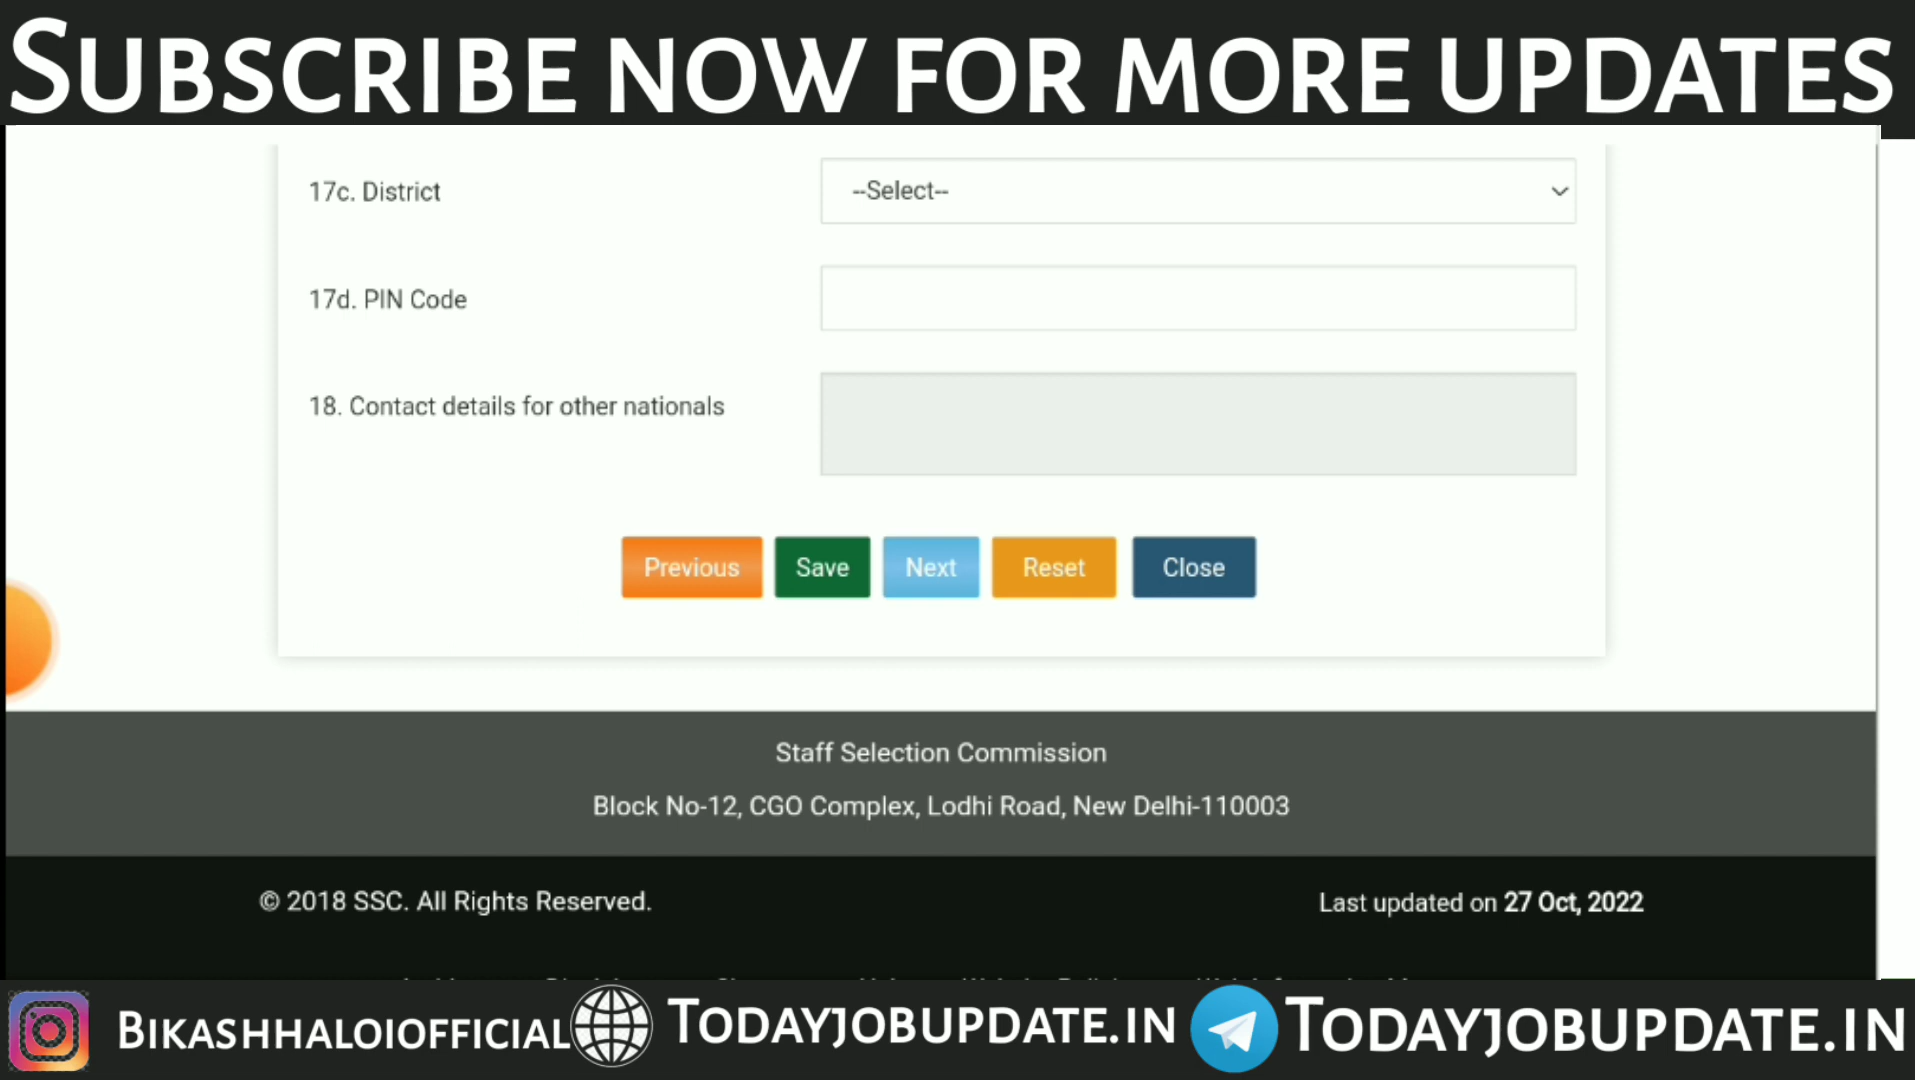 SUBSCRIBE NOW FOR MORE UPDATES
17c. District
--Select--
17d. PIN Code
18. Contact details for other nationals
Previous Save Next Reset Close
Staff Selection Commission
Block No-12, CGO Complex, Lodhi Road, New Delhi-110003
© 2018 SSC. All Rights Reserved. Last updated on 27 Oct, 2022
BIKASHHALOIOFFICIAL TODAYJOBUPDATE.IN TODAYJOBUPDATE.IN